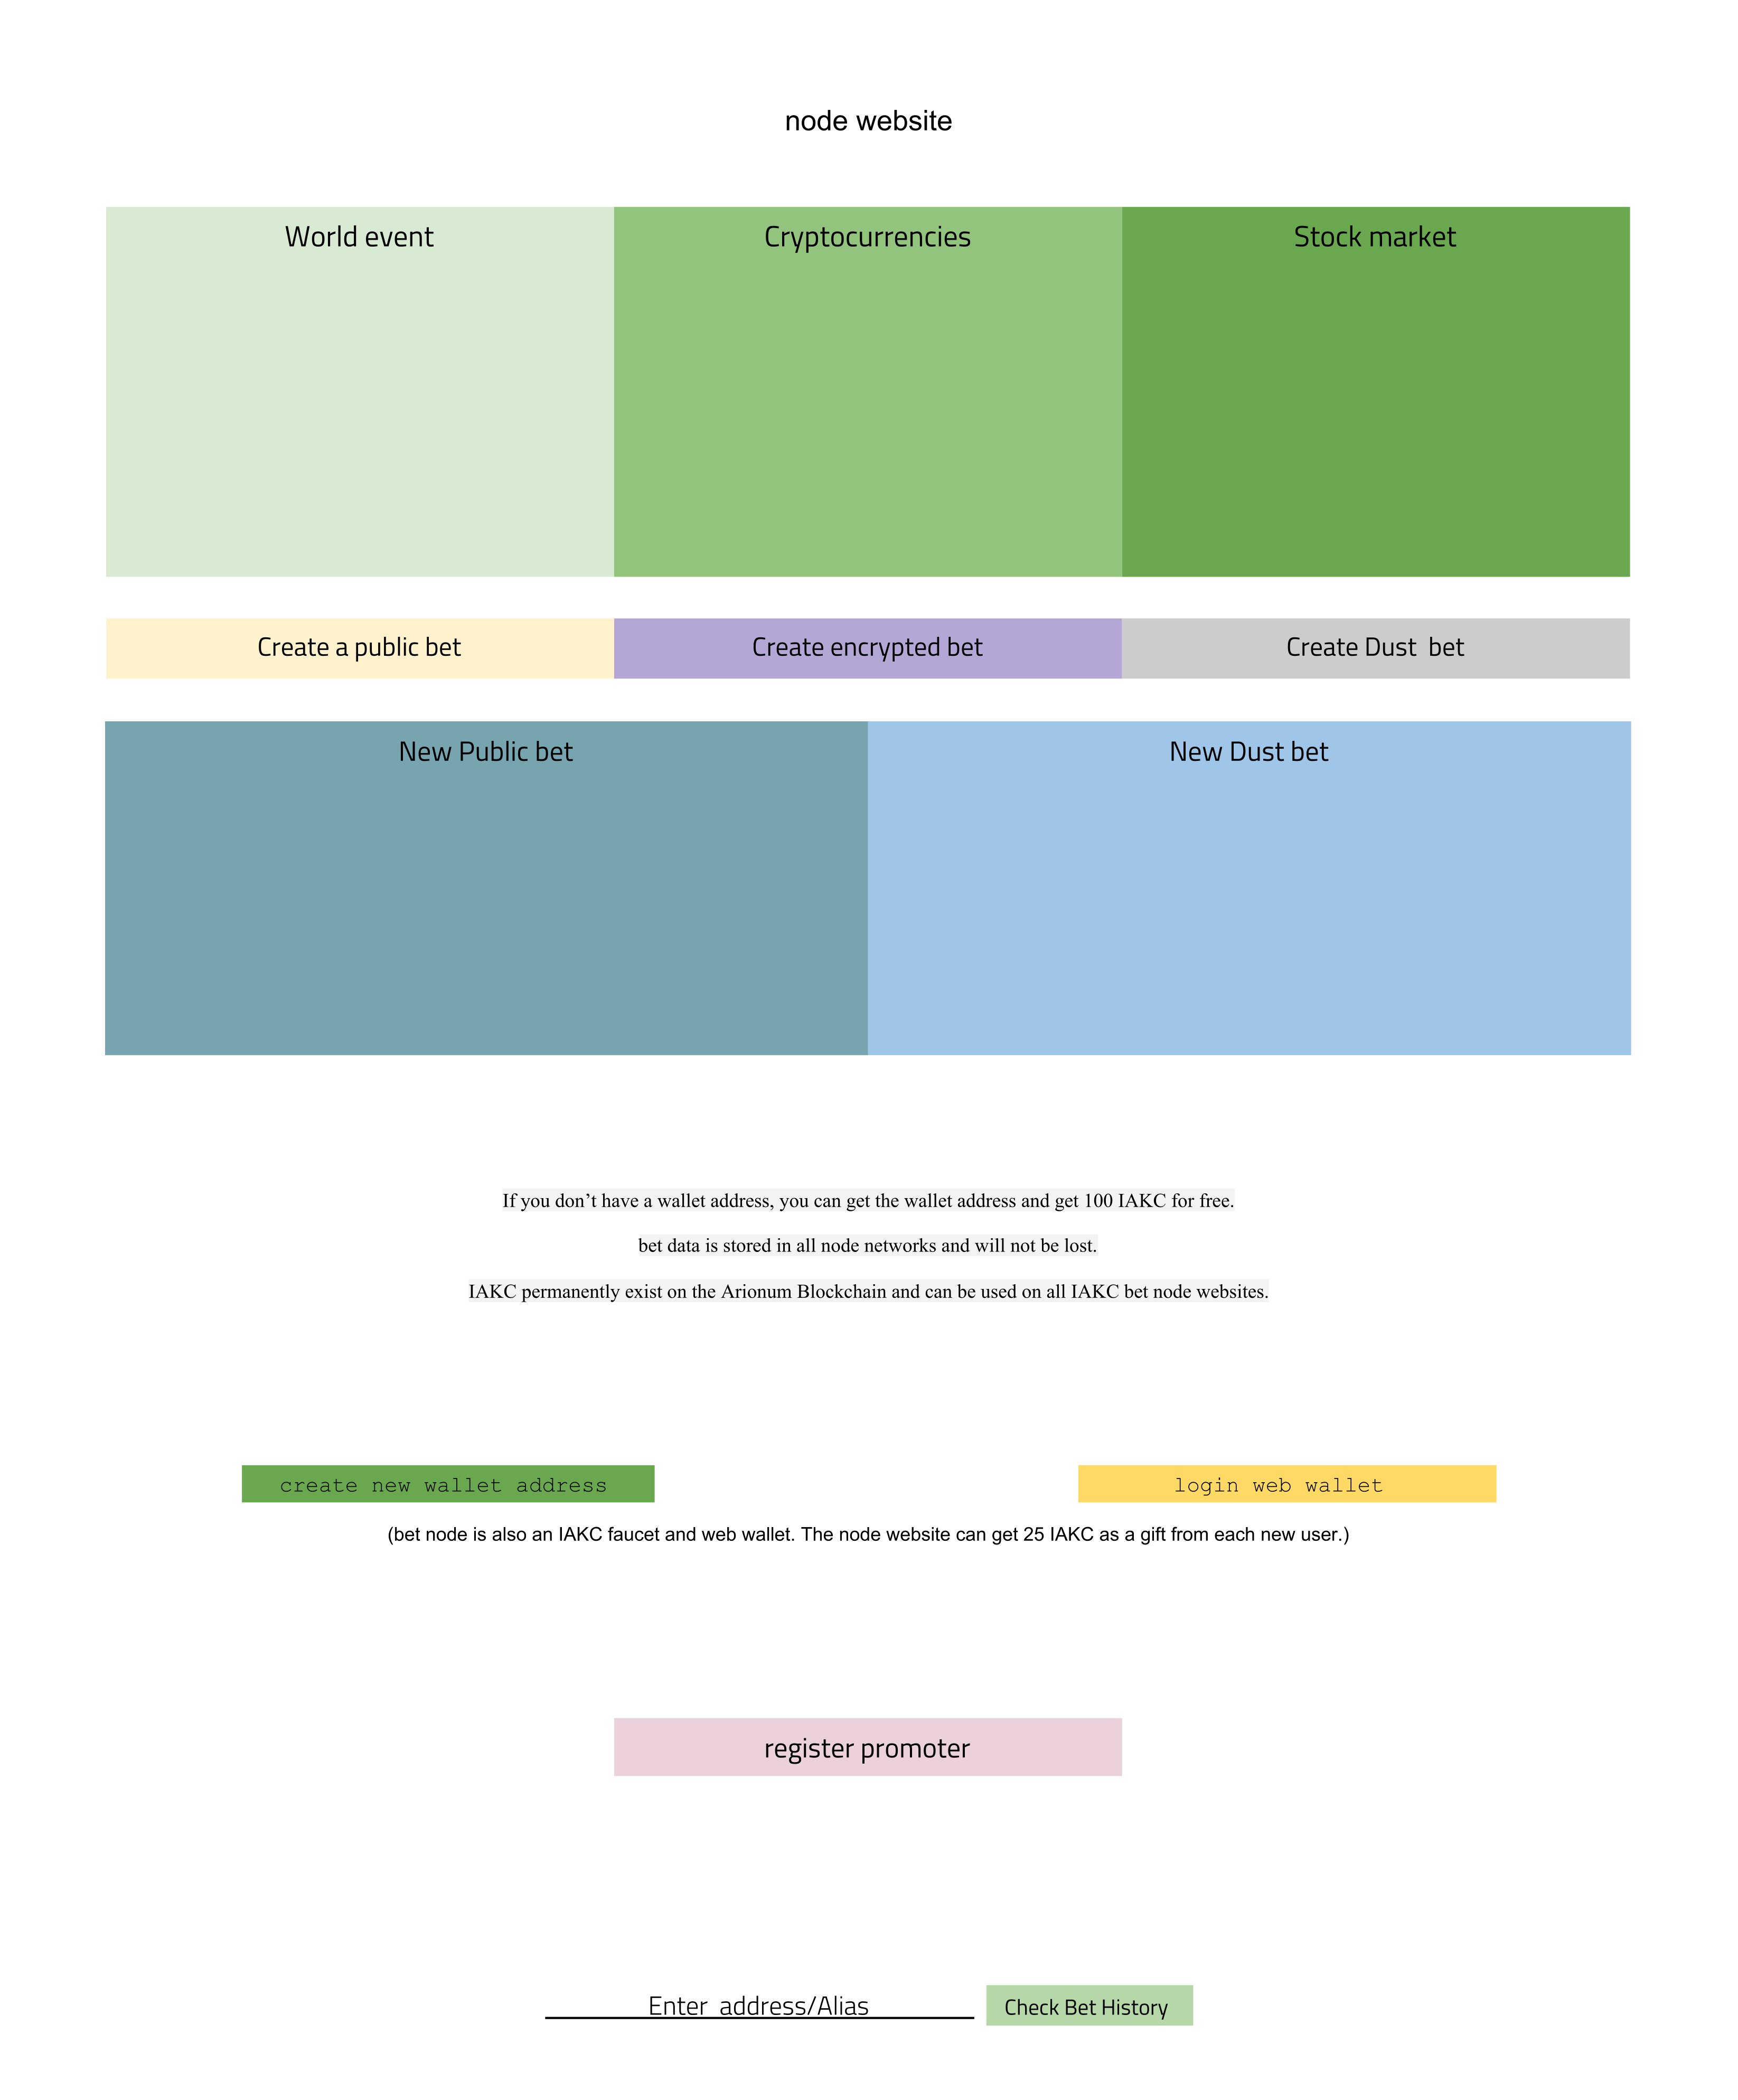 node website
World event
Cryptocurrencies
Stock market
Create a public bet
Create encrypted bet
Create Dust  bet
New Public bet
New Dust bet
If you don’t have a wallet address, you can get the wallet address and get 100 IAKC for free.
bet data is stored in all node networks and will not be lost.
IAKC permanently exist on the Arionum Blockchain and can be used on all IAKC bet node websites.
create new wallet address
login web wallet
(bet node is also an IAKC faucet and web wallet. The node website can get 25 IAKC as a gift from each new user.)
register promoter
Enter  address/Alias
Check Bet History